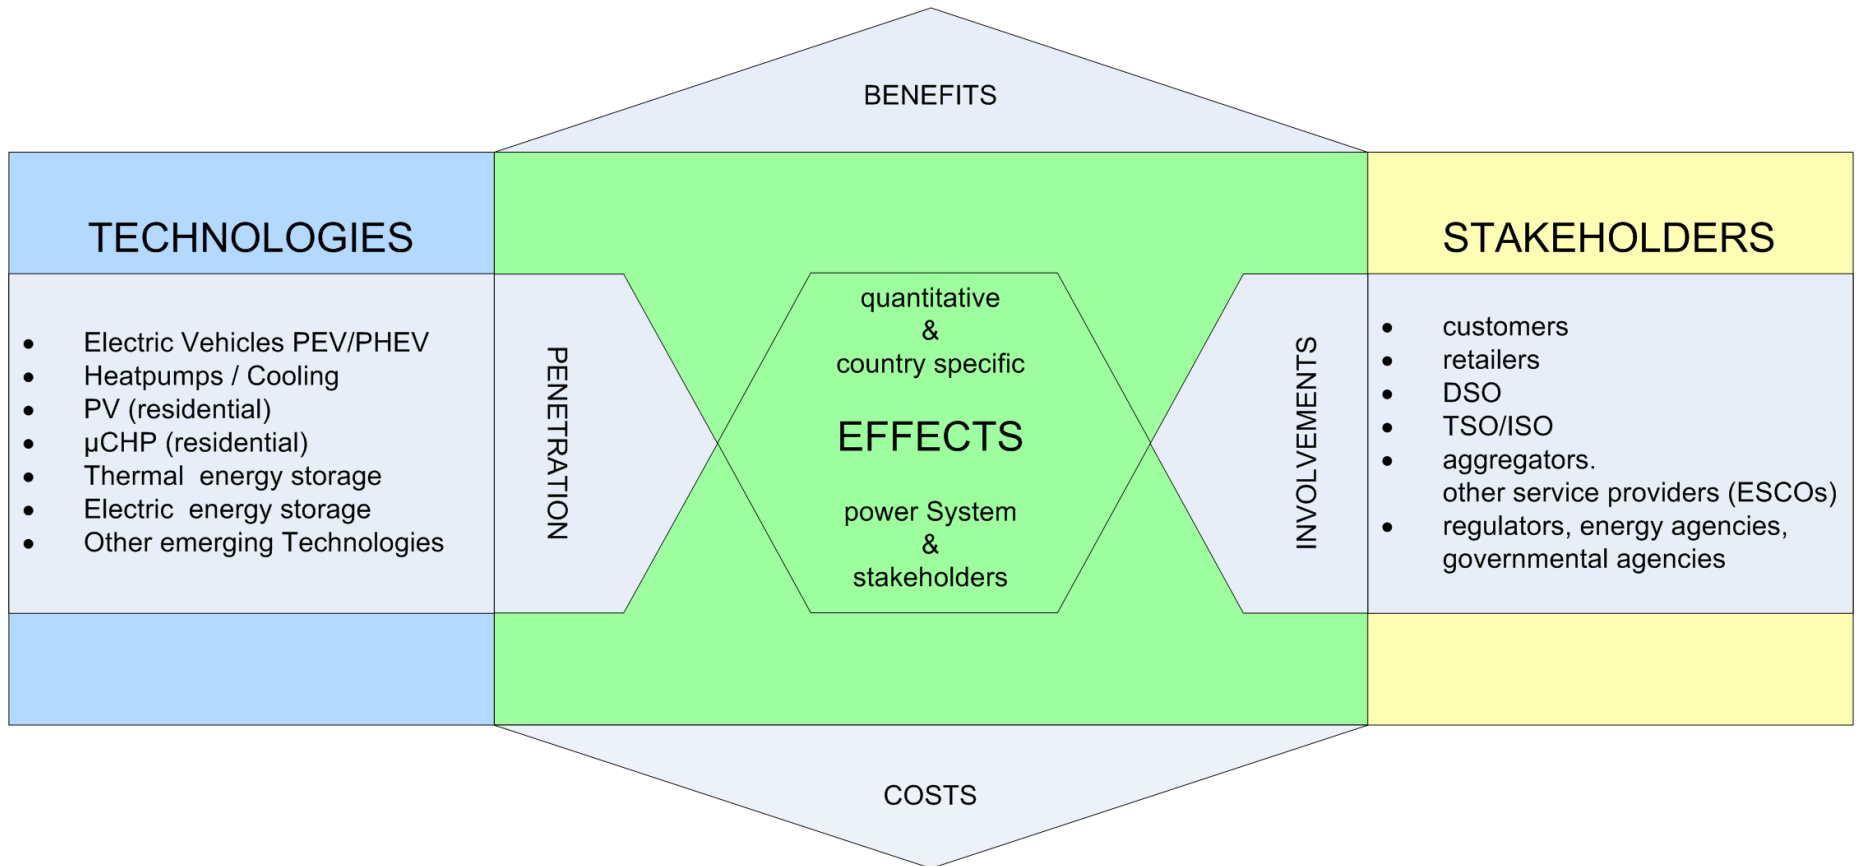 BENEFITS
TECHNOLOGIES
• Electric Vehicles PEV/PHEV
• Heatpumps / Cooling
• PV (residential)
• µCHP (residential)
• Thermal energy storage
• Electric energy storage
• Other emerging Technologies
PENETRATION
quantitative
&
country specific
EFFECTS
power System
&
stakeholders
INVOLVEMENTS
STAKEHOLDERS
• customers
• retailers
• DSO
• TSO/ISO
• aggregators.
other service providers (ESCOs)
• regulators, energy agencies,
governmental agencies
COSTS